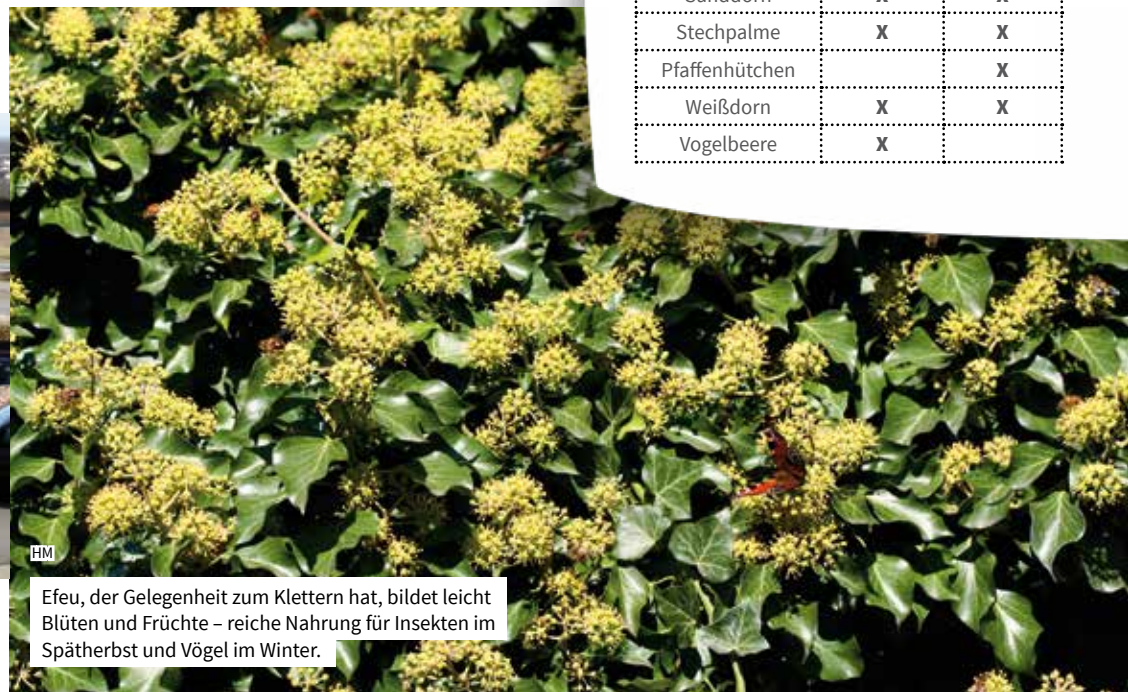 Sanddorn X X
Stechpalme X X
Pfaffenhütchen X
Weißdorn X X
Vogelbeere X
HM
Efeu, der Gelegenheit zum Klettern hat, bildet leicht
Blüten und Früchte – reiche Nahrung für Insekten im
Spätherbst und Vögel im Winter.